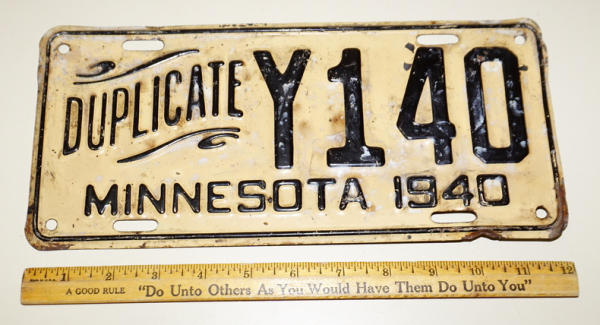 DUPLICATE Y140
MINNESOTA 1940
1 2 3 4 5 6 7 8 9 10 11 12
A GOOD RULE "Do Unto Others As You Would Have Them Do Unto You"